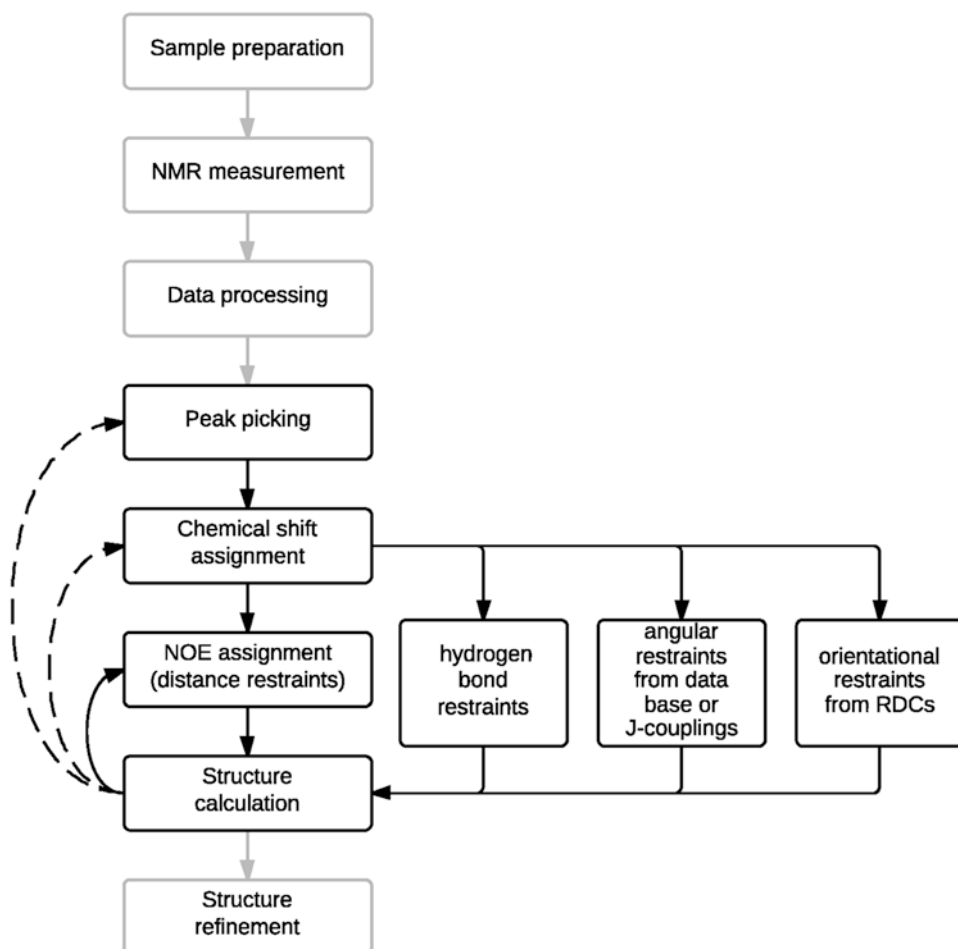 Sample preparation
NMR measurement
Data processing
Peak picking
Chemical shift
assignment
NOE assignment
(distance restraints)
hydrogen
bond
restraints
angular
restraints
from data
base or
J-couplings
orientational
restraints
from RDCs
Structure
calculation
Structure
refinement